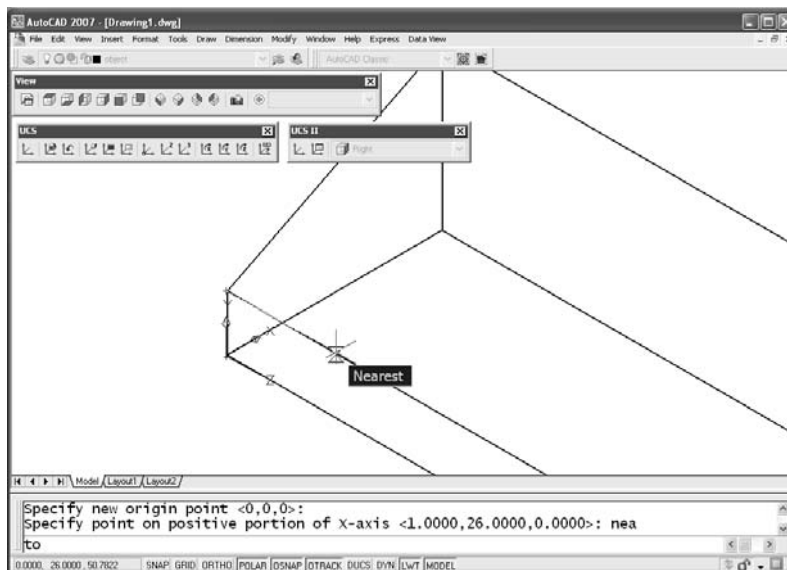 AutoCAD 2007 - [Drawing1.dwg]
File Edit View Insert Format Tools Draw Dimension Modify Window Help Express Data View
object AutoCAD Classic
View
UCS UCS II
Right
Y
X
Z
Nearest
Model Layout1 Layout2
Specify new origin point <0,0,0>:
Specify point on positive portion of X-axis <1.0000,26.0000,0.0000>: nea
to
0.0000, 26.0000, 50.7822 SNAP GRID ORTHO POLAR OSNAP OTRACK DUCS DYN LWT MODEL